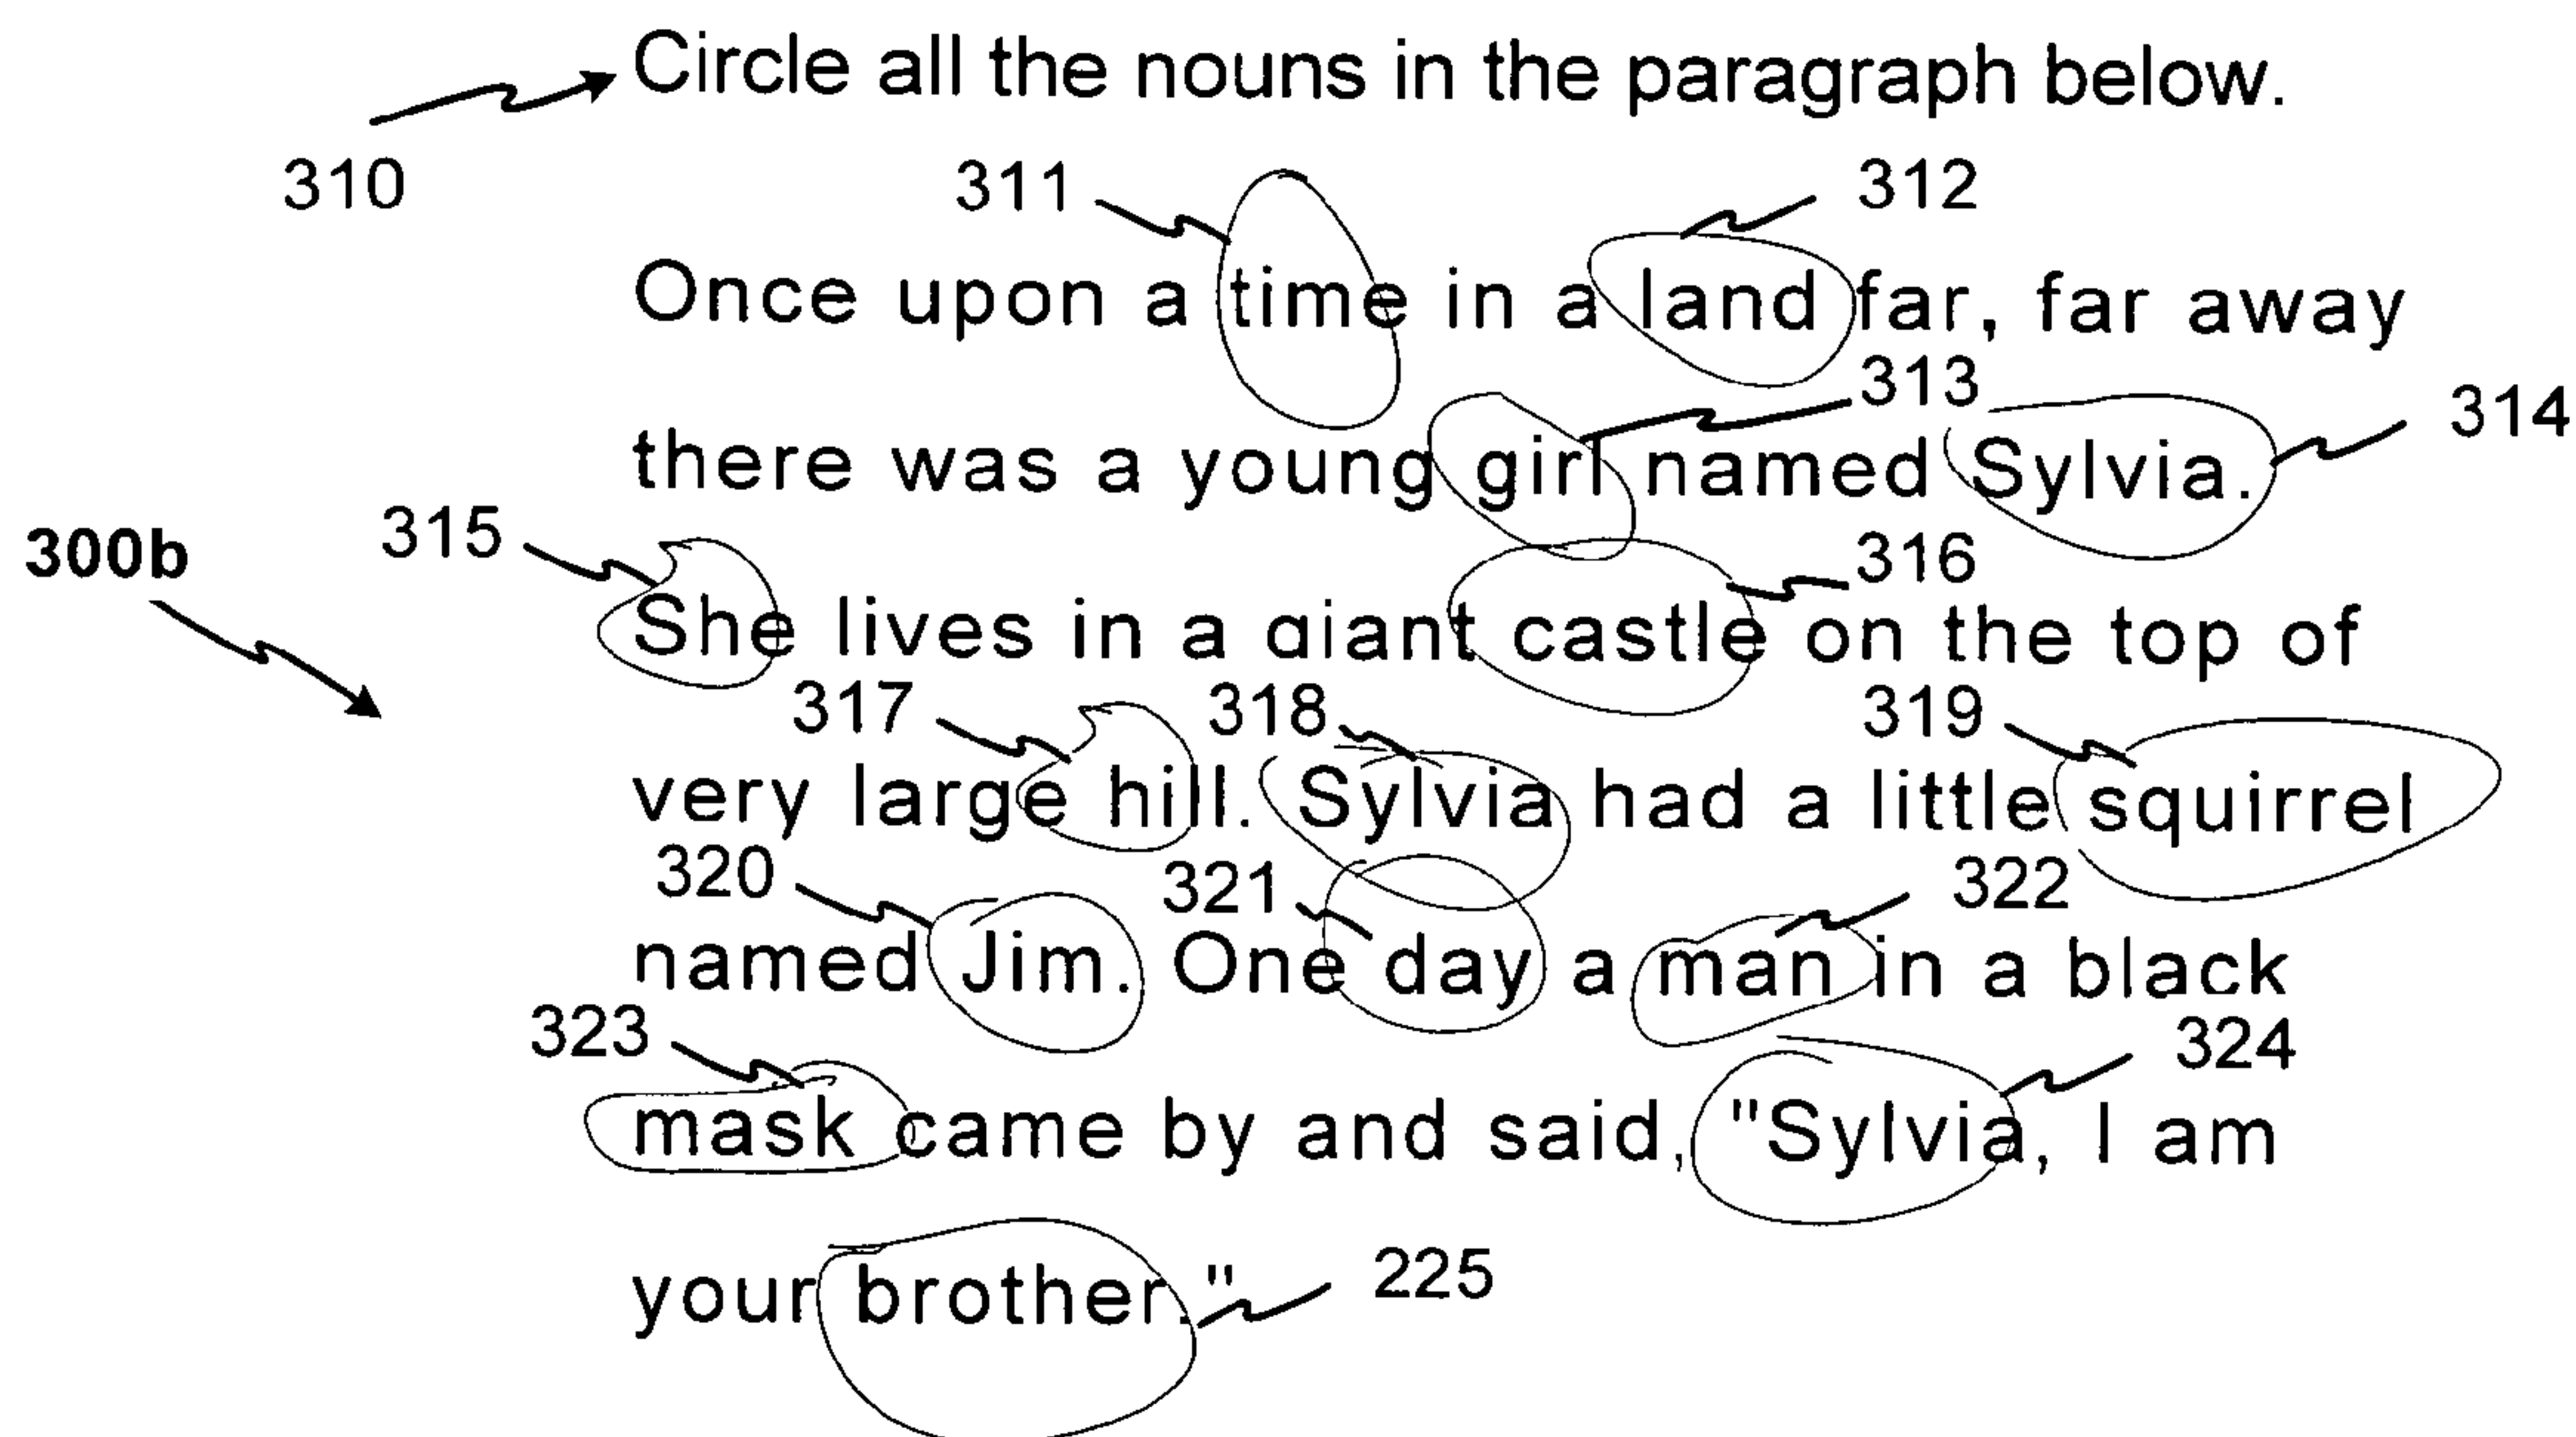 Circle all the nouns in the paragraph below.
310
311
312
Once upon a time in a land far, far away
313
314
there was a young girl named Sylvia.
300b
315
316
She lives in a giant castle on the top of
317
318
319
very large hill. Sylvia had a little squirrel
320
321
322
named Jim. One day a man in a black
323
324
mask came by and said, "Sylvia, I am
your brother."
225